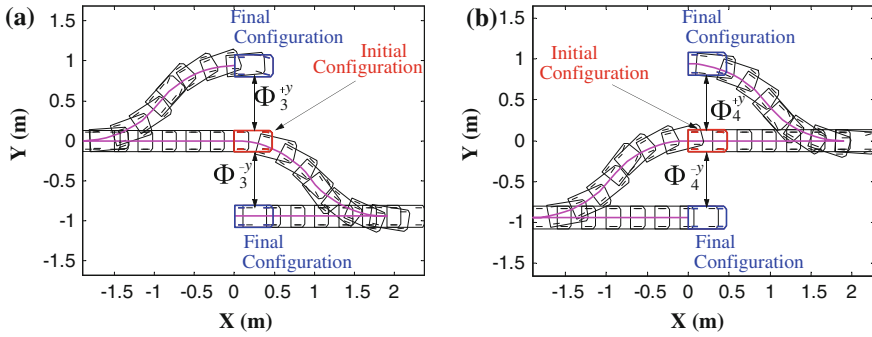 (a)
Final
Configuration
Initial
Configuration
Φ₃⁺ʸ
Φ₃⁻ʸ
Final
Configuration
Y (m)
1.5
1
0.5
0
-0.5
-1
-1.5
-1.5
-1
-0.5
0
0.5
1
1.5
2
X (m)
(b)
Final
Configuration
Initial
Configuration
Φ₄⁺ʸ
Φ₄⁻ʸ
Final
Configuration
Y (m)
1.5
1
0.5
0
-0.5
-1
-1.5
-1.5
-1
-0.5
0
0.5
1
1.5
2
X (m)